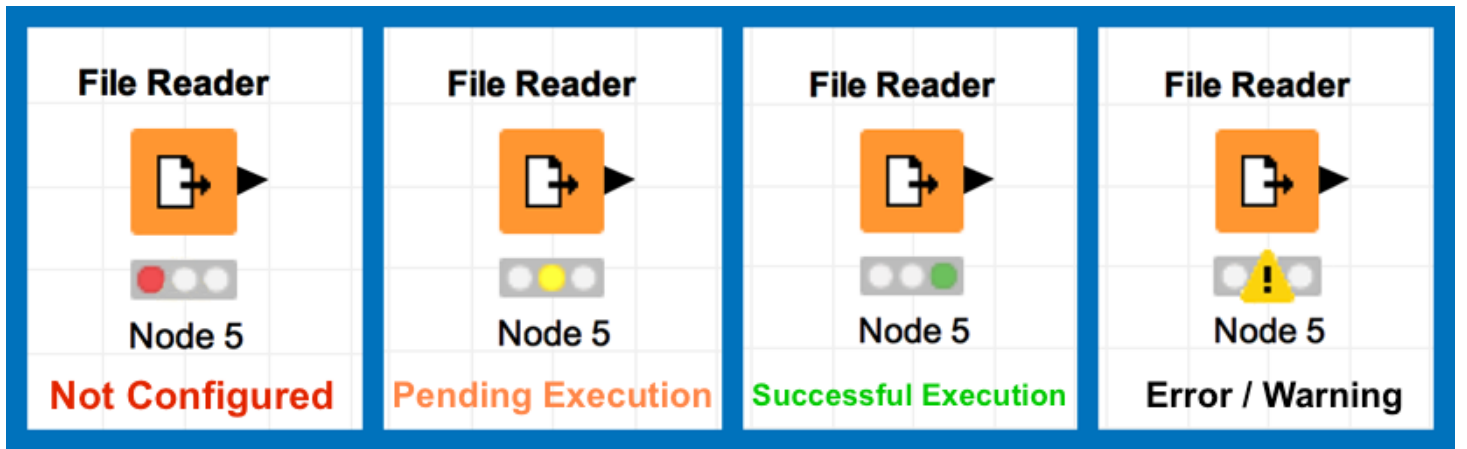 File Reader
Node 5
Not Configured
File Reader
Node 5
Pending Execution
File Reader
Node 5
Successful Execution
File Reader
!
Node 5
Error / Warning